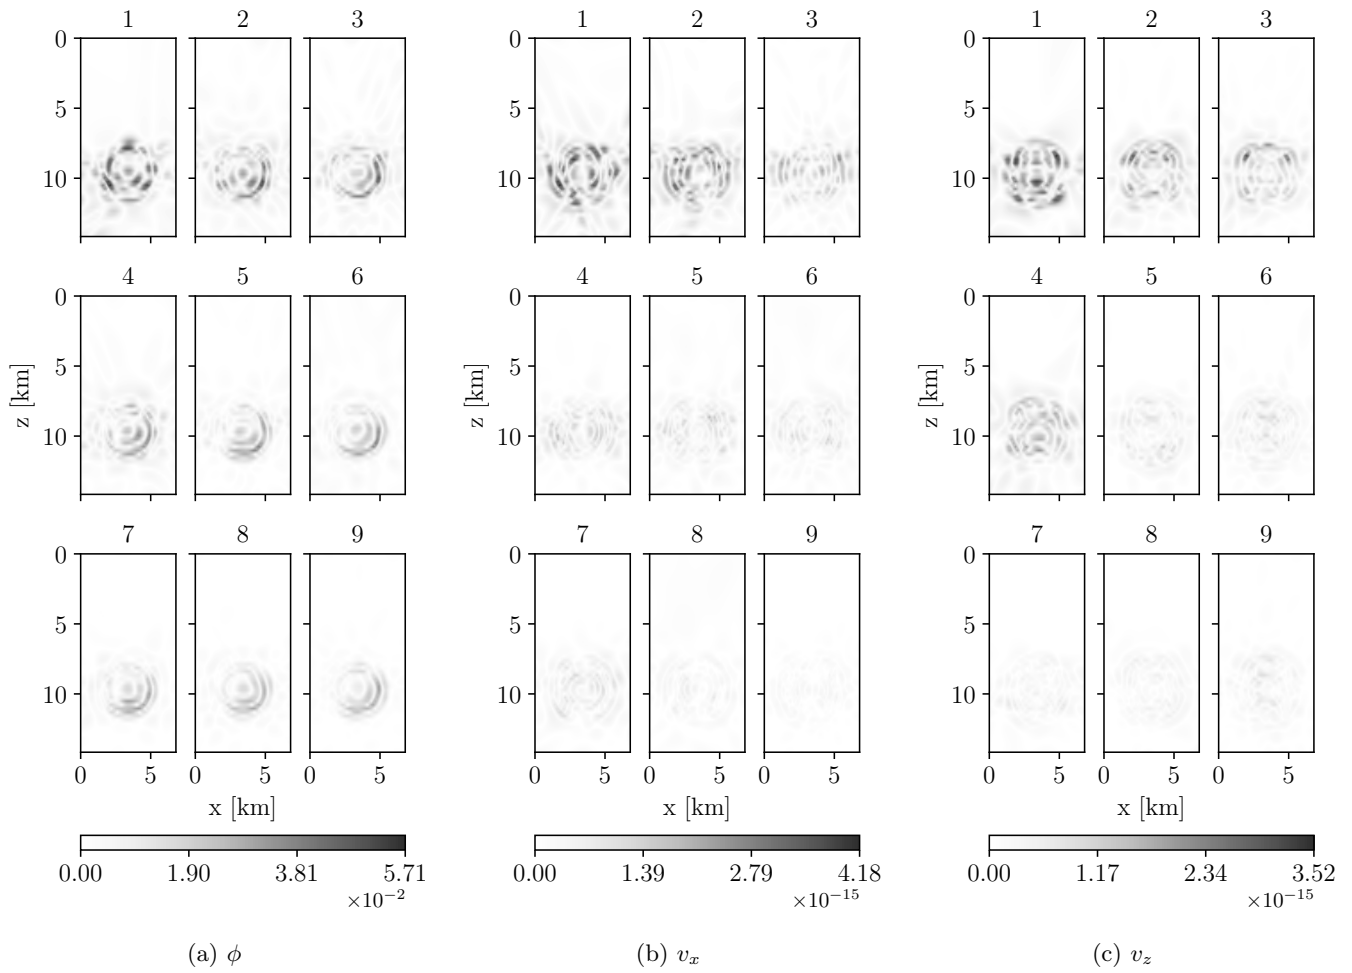 1 2 3 1 2 3 1 2 3
0 0 0
5 5 5
10 10 10
4 5 6 4 5 6 4 5 6
0 0 0
5 5 5
z [km] z [km] z [km]
10 10 10
7 8 9 7 8 9 7 8 9
0 0 0
5 5 5
10 10 10
0 5 0 5 0 5 0 5 0 5 0 5 0 5 0 5 0 5
x [km] x [km] x [km]
0.00 1.90 3.81 5.71 0.00 1.39 2.79 4.18 0.00 1.17 2.34 3.52
×10⁻² ×10⁻¹⁵ ×10⁻¹⁵
(a) ϕ (b) vₓ (c) v_z